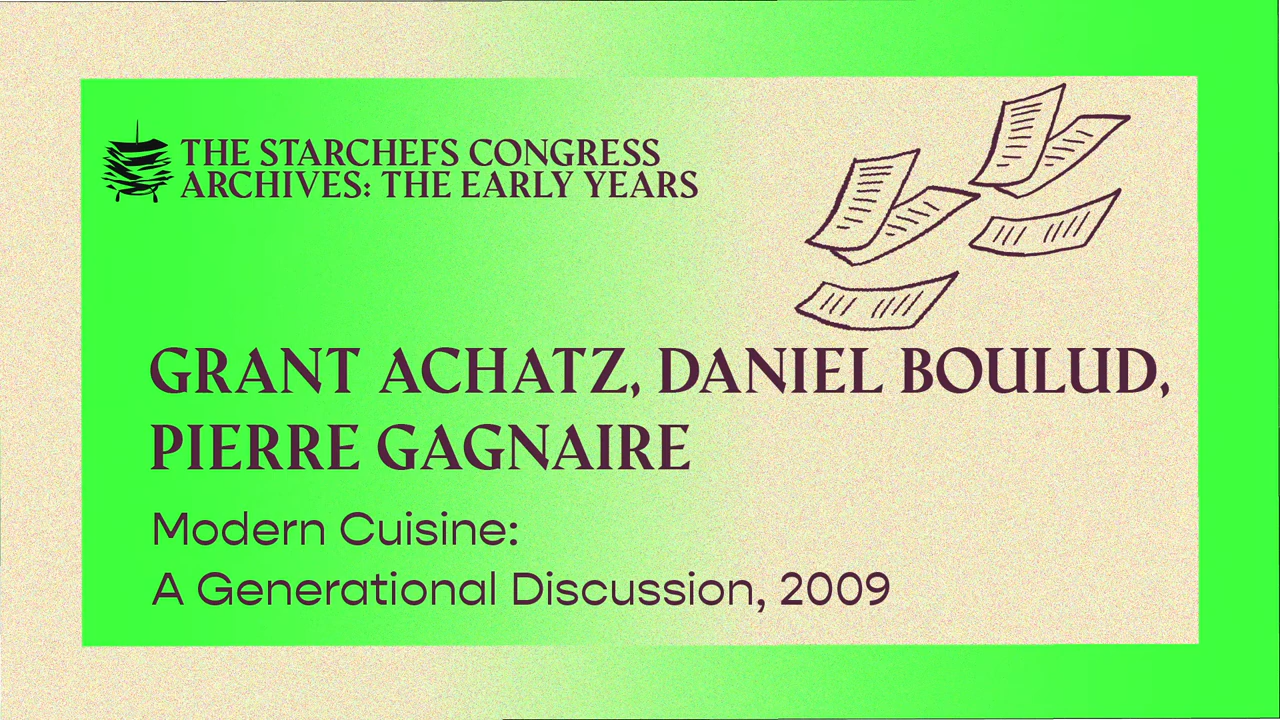 THE STARCHEFS CONGRESS
ARCHIVES: THE EARLY YEARS
GRANT ACHATZ, DANIEL BOULUD,
PIERRE GAGNAIRE
Modern Cuisine:
A Generational Discussion, 2009